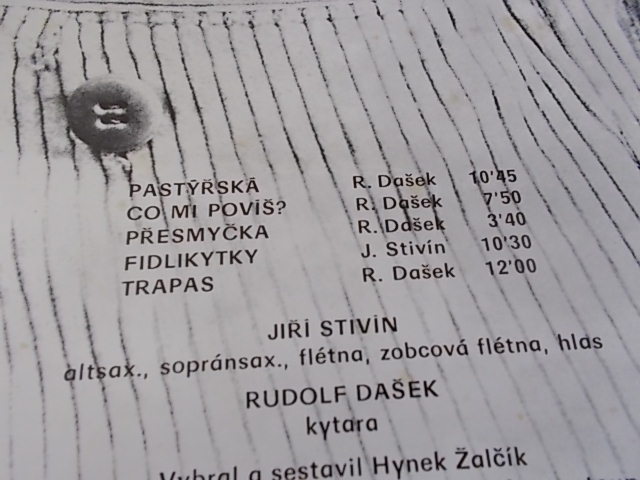 PASTÝŘSKÁ R. Dašek 10'45
CO MI POVÍŠ? R. Dašek 7'50
PŘESMYČKA R. Dašek 3'40
FIDLIKYTKY J. Stivín 10'30
TRAPAS R. Dašek 12'00
JIŘÍ STIVÍN
altsax., sopránsax., flétna, zobcová flétna, hlas
RUDOLF DAŠEK
kytara
Vybral a sestavil Hynek Žalčík